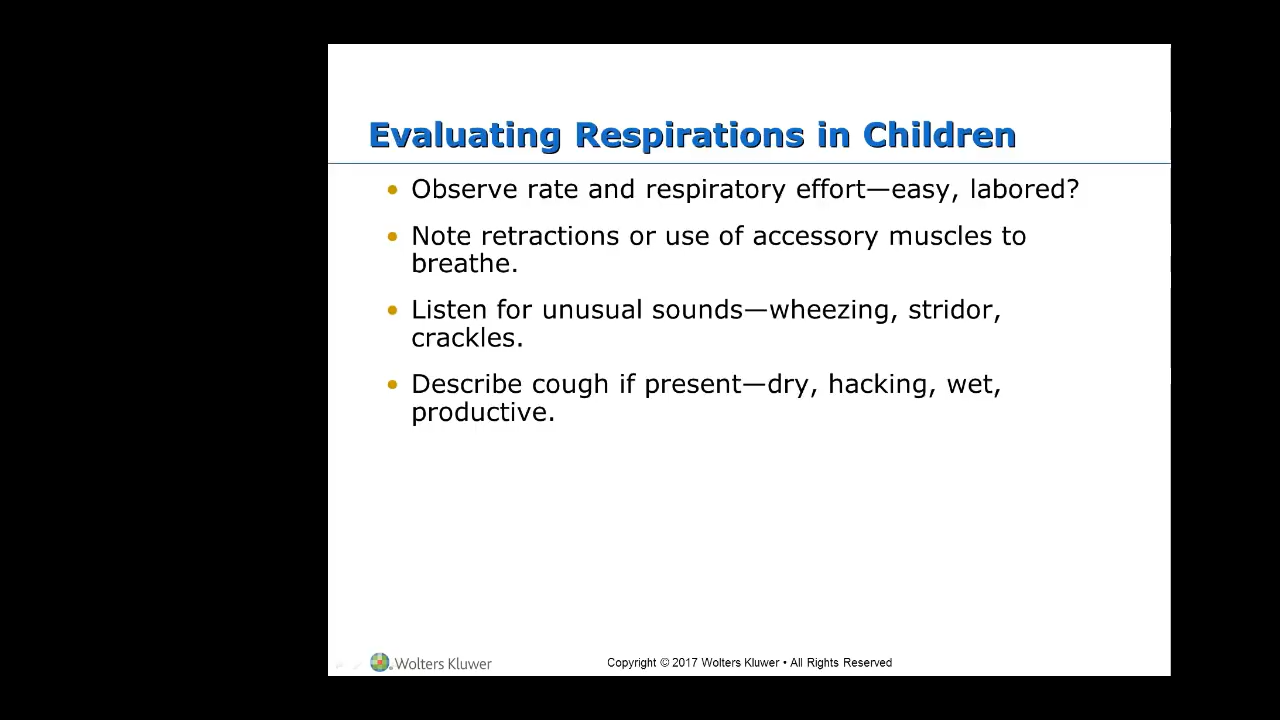 Evaluating Respirations in Children
• Observe rate and respiratory effort—easy, labored?
• Note retractions or use of accessory muscles to
breathe.
• Listen for unusual sounds—wheezing, stridor,
crackles.
• Describe cough if present—dry, hacking, wet,
productive.
Wolters Kluwer
Copyright © 2017 Wolters Kluwer • All Rights Reserved